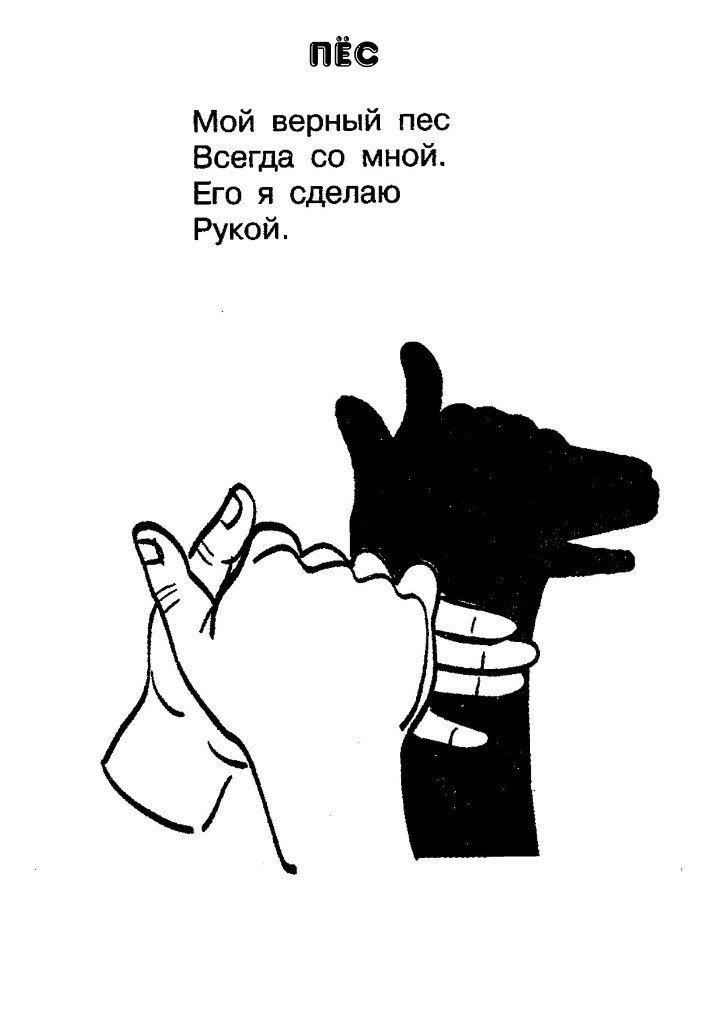 ПЁС
Мой верный пес
Всегда со мной.
Его я сделаю
Рукой.